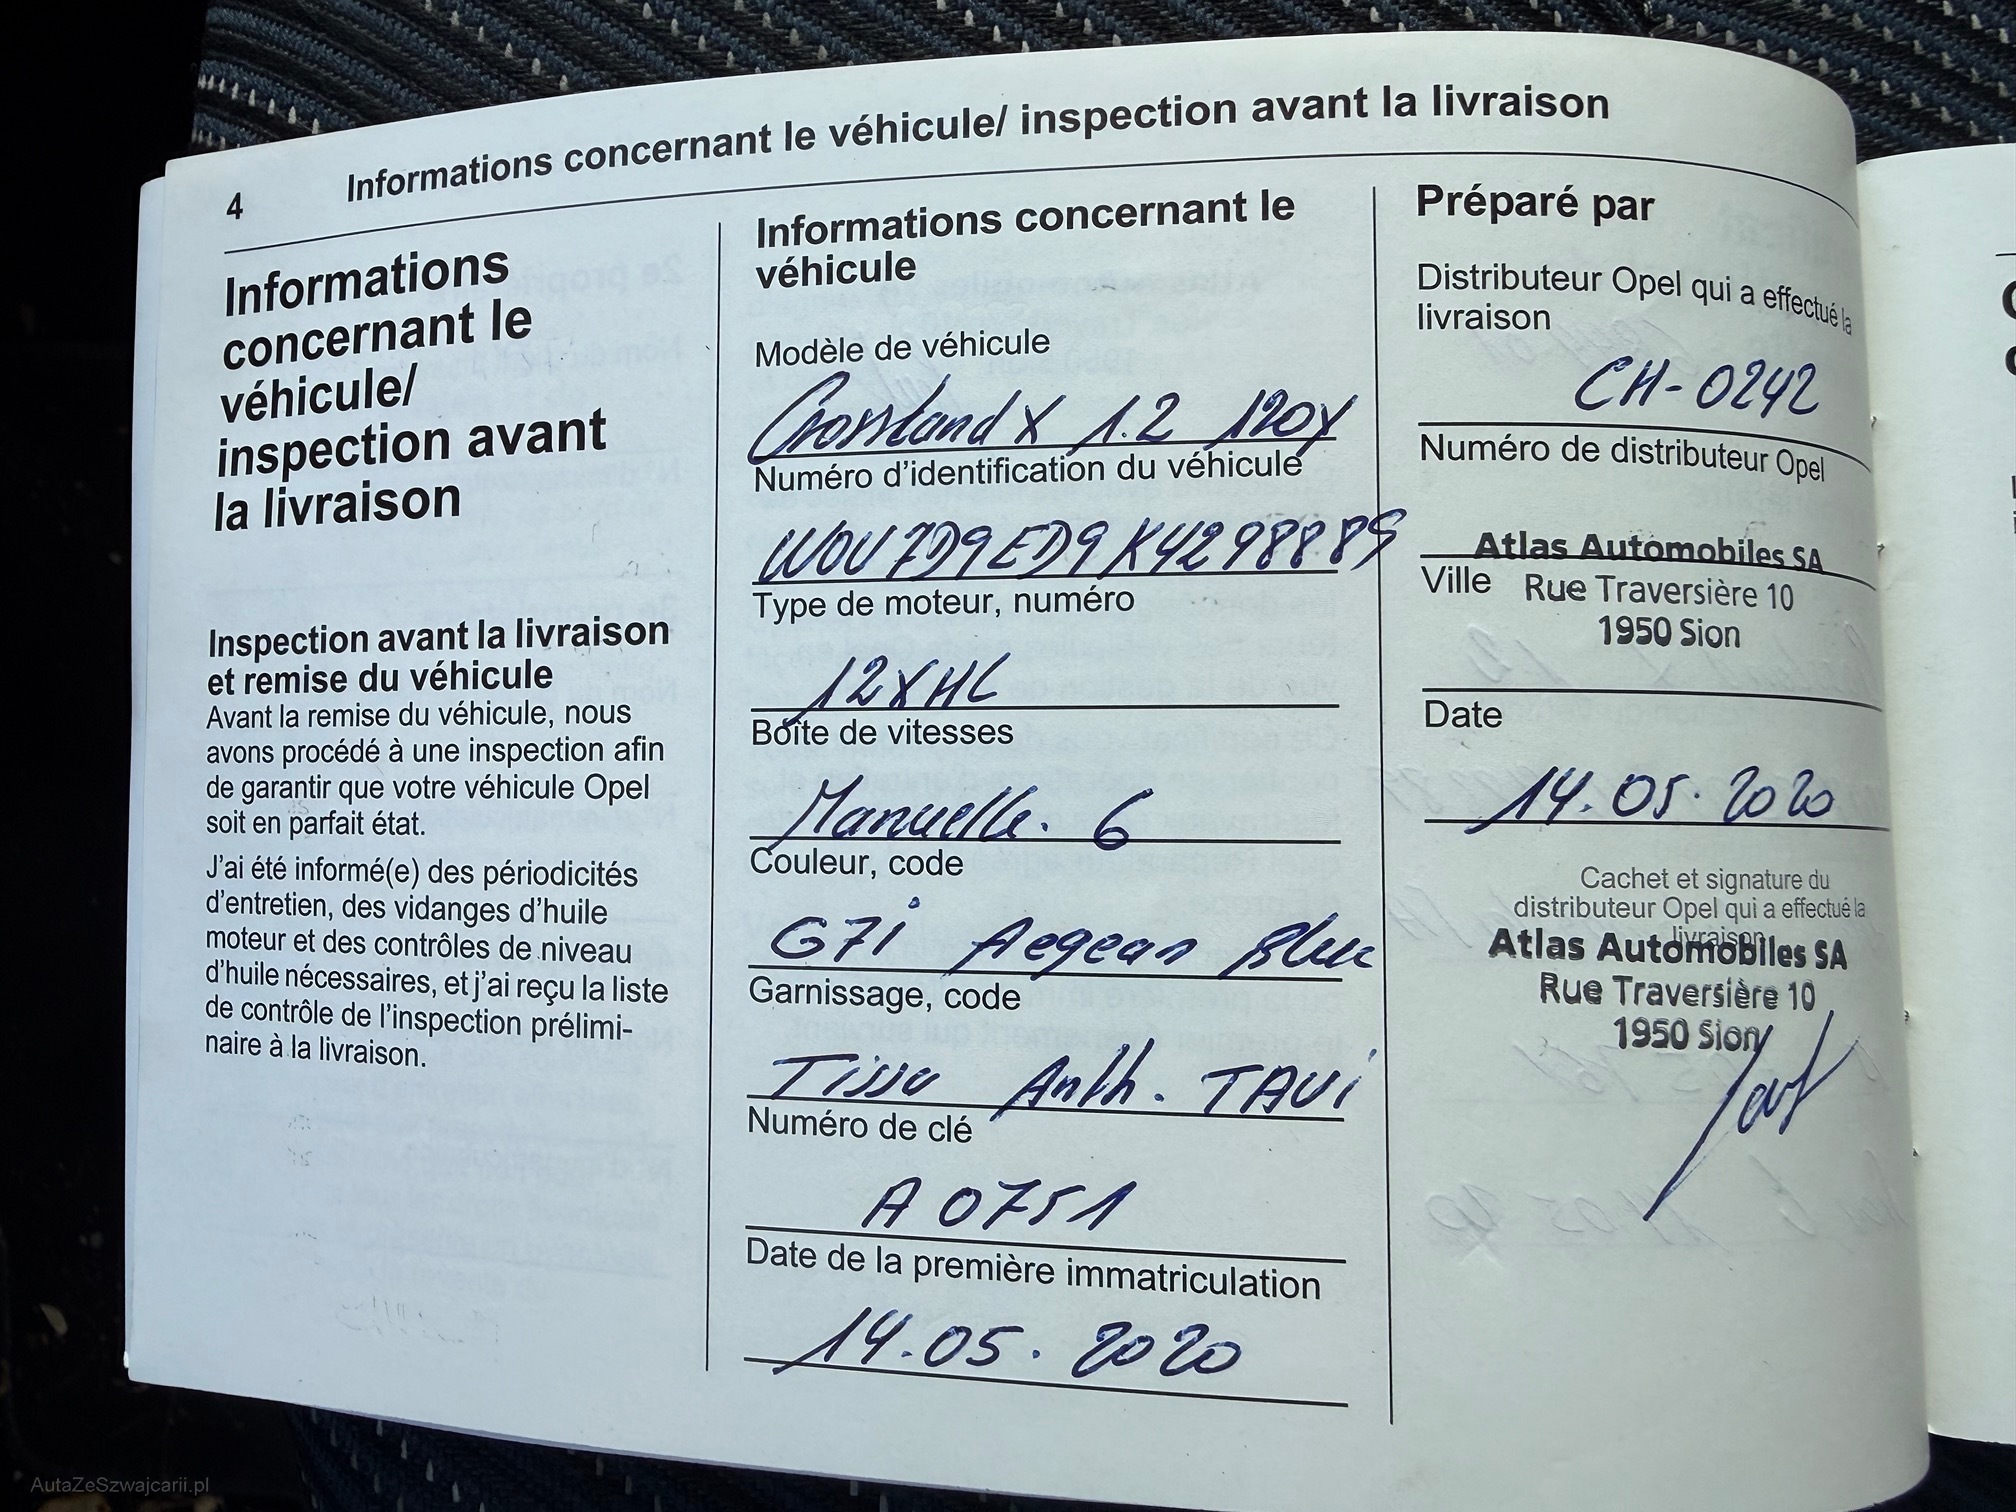 4
Informations concernant le véhicule/ inspection avant la livraison
Informations
concernant le
véhicule/
inspection avant
la livraison
Inspection avant la livraison
et remise du véhicule
Avant la remise du véhicule, nous
avons procédé à une inspection afin
de garantir que votre véhicule Opel
soit en parfait état.
J'ai été informé(e) des périodicités
d'entretien, des vidanges d'huile
moteur et des contrôles de niveau
d'huile nécessaires, et j'ai reçu la liste
de contrôle de l'inspection prélimi-
naire à la livraison.
Informations concernant le
véhicule
Modèle de véhicule
Crossland X 1.2
Numéro d'identification du véhicule
W0V7D9ED9K4298889
Type de moteur, numéro
12XHL
Boîte de vitesses
Manuelle. 6
Couleur, code
G7i Aegean Blue
Garnissage, code
Tissu Anth. TAVi
Numéro de clé
A 0751
Date de la première immatriculation
14.05.2020
Préparé par
Distributeur Opel qui a effectué la
livraison
CH-0242
Numéro de distributeur Opel
Atlas Automobiles SA
Ville
Rue Traversière 10
1950 Sion
Date
14.05.2020
Cachet et signature du
distributeur Opel qui a effectué la
livraison
Atlas Automobiles SA
Rue Traversière 10
1950 Sion
AutaZeSzwajcarii.pl